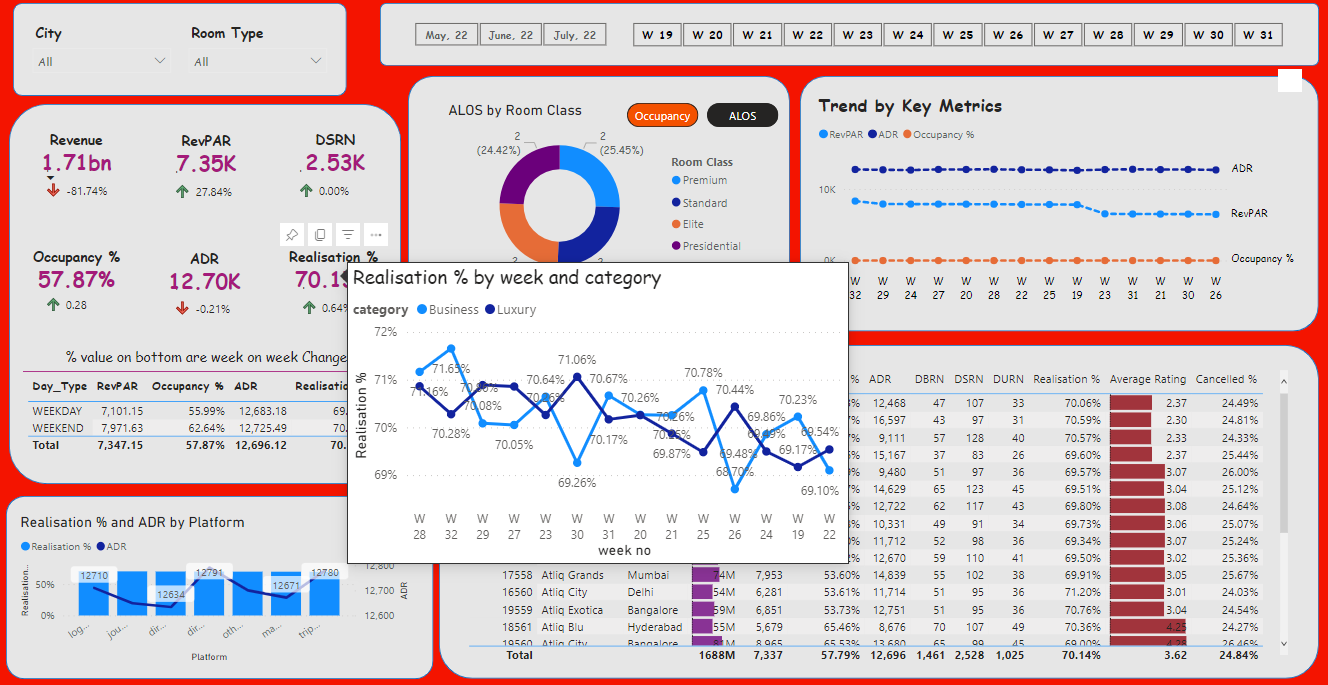 City
Room Type
All
All
May, 22 June, 22 July, 22
W 19 W 20 W 21 W 22 W 23 W 24 W 25 W 26 W 27 W 28 W 29 W 30 W 31
Revenue RevPAR DSRN
1.71bn 7.35K 2.53K
-81.74% 27.84% 0.00%
Occupancy % ADR Realisation %
57.87% 12.70K
0.28 -0.21% 0.64%
% value on bottom are week on week Change
Day_Type RevPAR Occupancy % ADR
WEEKDAY 7,101.15 55.99% 12,683.18 69.
WEEKEND 7,971.63 62.64% 12,725.49 70.
Total 7,347.15 57.87% 12,696.12 70.
Realisation % and ADR by Platform
Realisation % ADR
Realisation...
50%
0%
12710 12634 12791 12671 12780
12,800
12,700
12,600
ADR
log... jou... dir... dir... oth... ma... trip...
Platform
ALOS by Room Class
Occupancy ALOS
2
(24.42%)
2
(25.45%)
Room Class
Premium
Standard
Elite
Presidential
Trend by Key Metrics
RevPAR ADR Occupancy %
10K
0K
ADR
RevPAR
Occupancy %
W W W W W W W W W W W W W W
32 29 24 27 20 28 22 25 19 23 31 21 30 26
Realisation % by week and category
category Business Luxury
Realisation %
72%
71%
70%
69%
71.65%
70.28%
70.08%
70.05%
70.64%
71.06%
69.26%
70.67%
70.17%
70.26%
69.87%
70.78%
69.48%
70.44%
68.70%
69.86%
70.23%
69.17%
69.54%
69.10%
W W W W W W W W W W W W W W
28 32 29 27 23 30 31 20 21 25 26 24 19 22
week no
% ADR DBRN DSRN DURN Realisation % Average Rating Cancelled %
12,468 47 107 33 70.06% 2.37 24.49%
16,597 43 97 31 70.59% 2.30 24.81%
9,111 57 128 40 70.57% 2.33 24.33%
15,167 37 83 26 69.60% 2.37 25.44%
9,480 51 97 36 69.57% 3.07 26.00%
14,629 65 123 45 69.51% 3.04 25.12%
12,722 62 117 43 69.80% 3.08 24.64%
10,331 49 91 34 69.73% 3.06 25.07%
11,712 52 98 36 69.34% 3.07 25.24%
12,670 59 110 41 69.50% 3.02 25.36%
17558 Atliq Grands Mumbai 74M 7,953 53.60% 14,839 55 102 38 69.91% 3.05 25.67%
16560 Atliq City Delhi 54M 6,281 53.61% 11,714 51 95 36 71.20% 3.01 24.03%
19559 Atliq Exotica Bangalore 59M 6,851 53.73% 12,751 51 95 36 70.76% 3.04 24.54%
18561 Atliq Blu Hyderabad 55M 5,679 65.46% 8,676 70 107 49 70.36% 4.25 24.27%
19560 Atliq City Bangalore 81M 8,965 65.53% 13,680 65 99 45 69.00% 4.28 26.46%
Total 1688M 7,337 57.79% 12,696 1,461 2,528 1,025 70.14% 3.62 24.84%